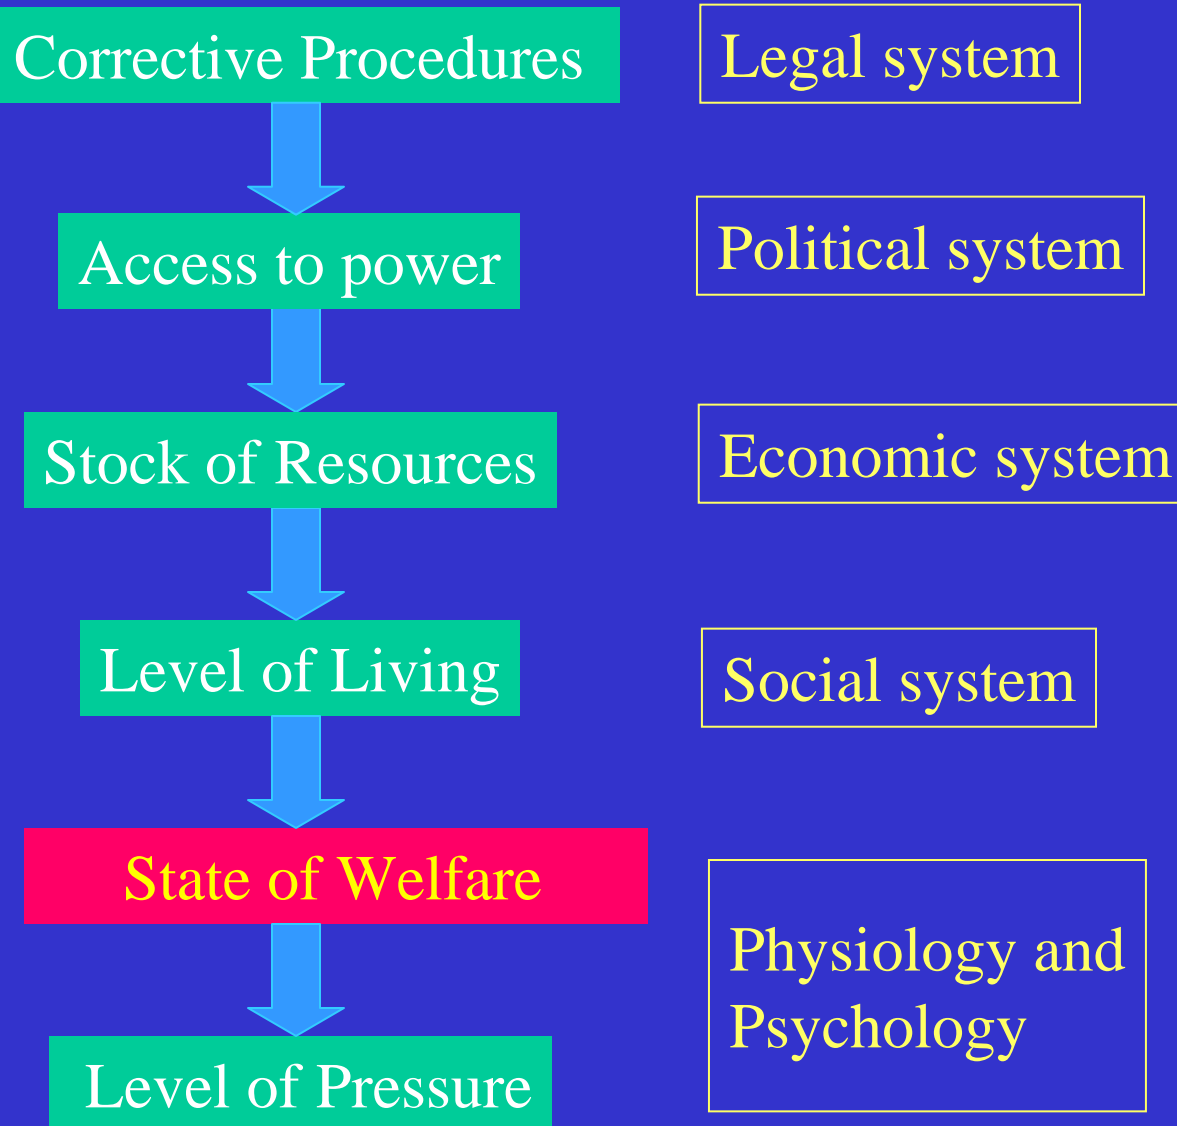 Corrective Procedures
Legal system
Access to power
Political system
Stock of Resources
Economic system
Level of Living
Social system
State of Welfare
Physiology and
Psychology
Level of Pressure